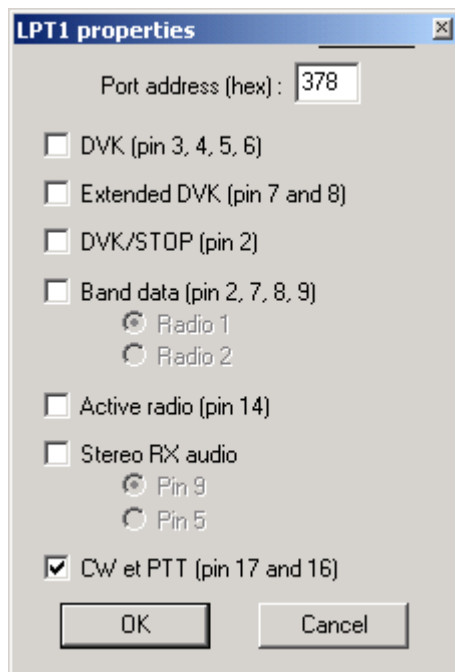 LPT1 properties
Port address (hex) : 378
DVK (pin 3, 4, 5, 6)
Extended DVK (pin 7 and 8)
DVK/STOP (pin 2)
Band data (pin 2, 7, 8, 9)
Radio 1
Radio 2
Active radio (pin 14)
Stereo RX audio
Pin 9
Pin 5
CW et PTT (pin 17 and 16)
OK Cancel